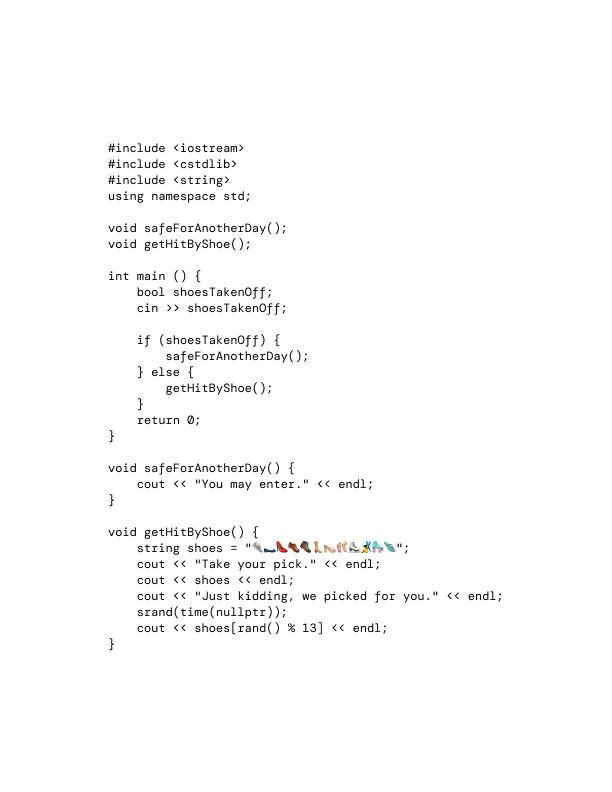 #include <iostream>
#include <cstdlib>
#include <string>
using namespace std;
void safeForAnotherDay();
void getHitByShoe();
int main () {
bool shoesTakenOff;
cin >> shoesTakenOff;
if (shoesTakenOff) {
safeForAnotherDay();
} else {
getHitByShoe();
}
return 0;
}
void safeForAnotherDay() {
cout << "You may enter." << endl;
}
void getHitByShoe() {
string shoes = "";
cout << "Take your pick." << endl;
cout << shoes << endl;
cout << "Just kidding, we picked for you." << endl;
srand(time(nullptr));
cout << shoes[rand() % 13] << endl;
}